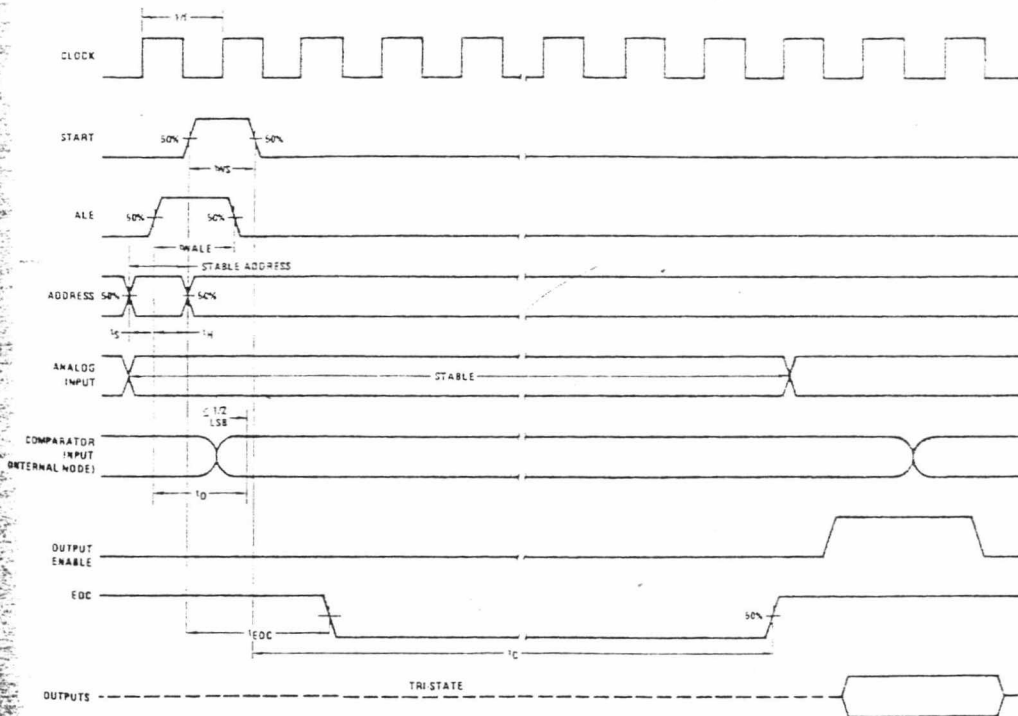 1/f
CLOCK
START
50%
50%
tWS
ALE
50%
50%
tWALE
STABLE ADDRESS
ADDRESS
50%
50%
tS
tH
ANALOG
INPUT
STABLE
≤ 1/2
LSB
COMPARATOR
INPUT
(INTERNAL NODE)
tD
OUTPUT
ENABLE
EOC
50%
tEOC
tC
TRI-STATE
OUTPUTS